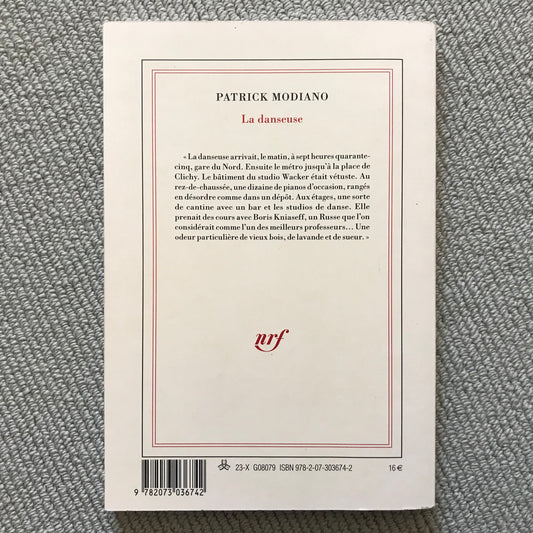 PATRICK MODIANO
La danseuse
« La danseuse arrivait, le matin, à sept heures quarante-
cinq, gare du Nord. Ensuite le métro jusqu'à la place de
Clichy. Le bâtiment du studio Wacker était vétuste. Au
rez-de-chaussée, une dizaine de pianos d'occasion, rangés
en désordre comme dans un dépôt. Aux étages, une sorte
de cantine avec un bar et les studios de danse. Elle
prenait des cours avec Boris Kniaseff, un Russe que l'on
considérait comme l'un des meilleurs professeurs… Une
odeur particulière de vieux bois, de lavande et de sueur. »
nrf
23-X G08079 ISBN 978-2-07-303674-2 16 €
9 782073 036742